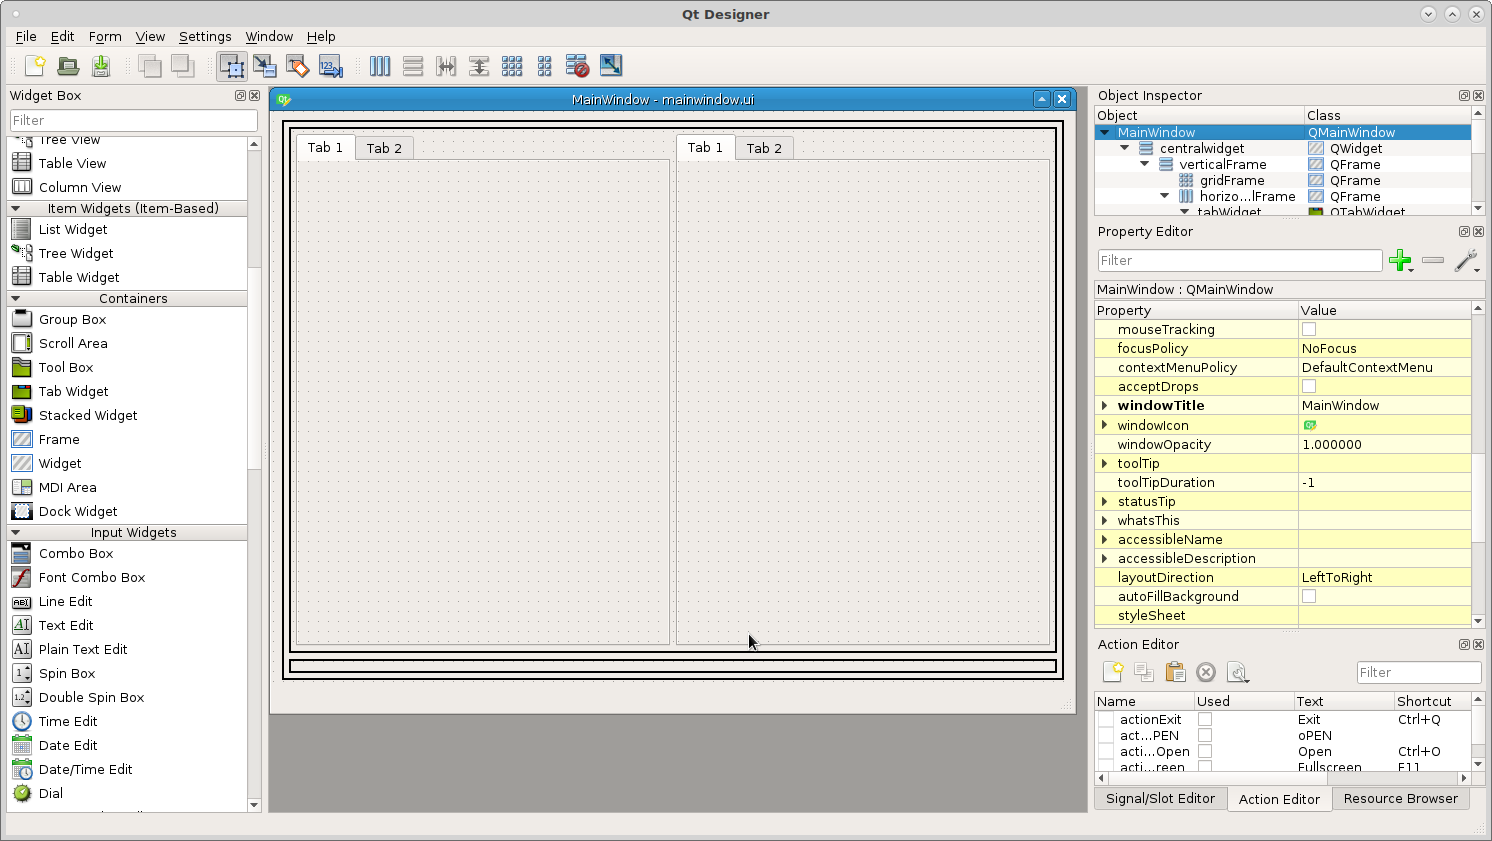 Qt Designer
File Edit Form View Settings Window Help
Widget Box
Filter
Tree View
Table View
Column View
Item Widgets (Item-Based)
List Widget
Tree Widget
Table Widget
Containers
Group Box
Scroll Area
Tool Box
Tab Widget
Stacked Widget
Frame
Widget
MDI Area
Dock Widget
Input Widgets
Combo Box
Font Combo Box
Line Edit
Text Edit
Plain Text Edit
Spin Box
Double Spin Box
Time Edit
Date Edit
Date/Time Edit
Dial
MainWindow - mainwindow.ui
Tab 1 Tab 2
Tab 1 Tab 2
Object Inspector
Object Class
MainWindow QMainWindow
centralwidget QWidget
verticalFrame QFrame
gridFrame QFrame
horizo...lFrame QFrame
tabWidget QTabWidget
Property Editor
Filter
MainWindow : QMainWindow
Property Value
mouseTracking
focusPolicy NoFocus
contextMenuPolicy DefaultContextMenu
acceptDrops
windowTitle MainWindow
windowIcon
windowOpacity 1.000000
toolTip
toolTipDuration -1
statusTip
whatsThis
accessibleName
accessibleDescription
layoutDirection LeftToRight
autoFillBackground
styleSheet
Action Editor
Filter
Name Used Text Shortcut
actionExit Exit Ctrl+Q
act...PEN oPEN
acti...Open Open Ctrl+O
acti...reen Fullscreen F11
Signal/Slot Editor Action Editor Resource Browser